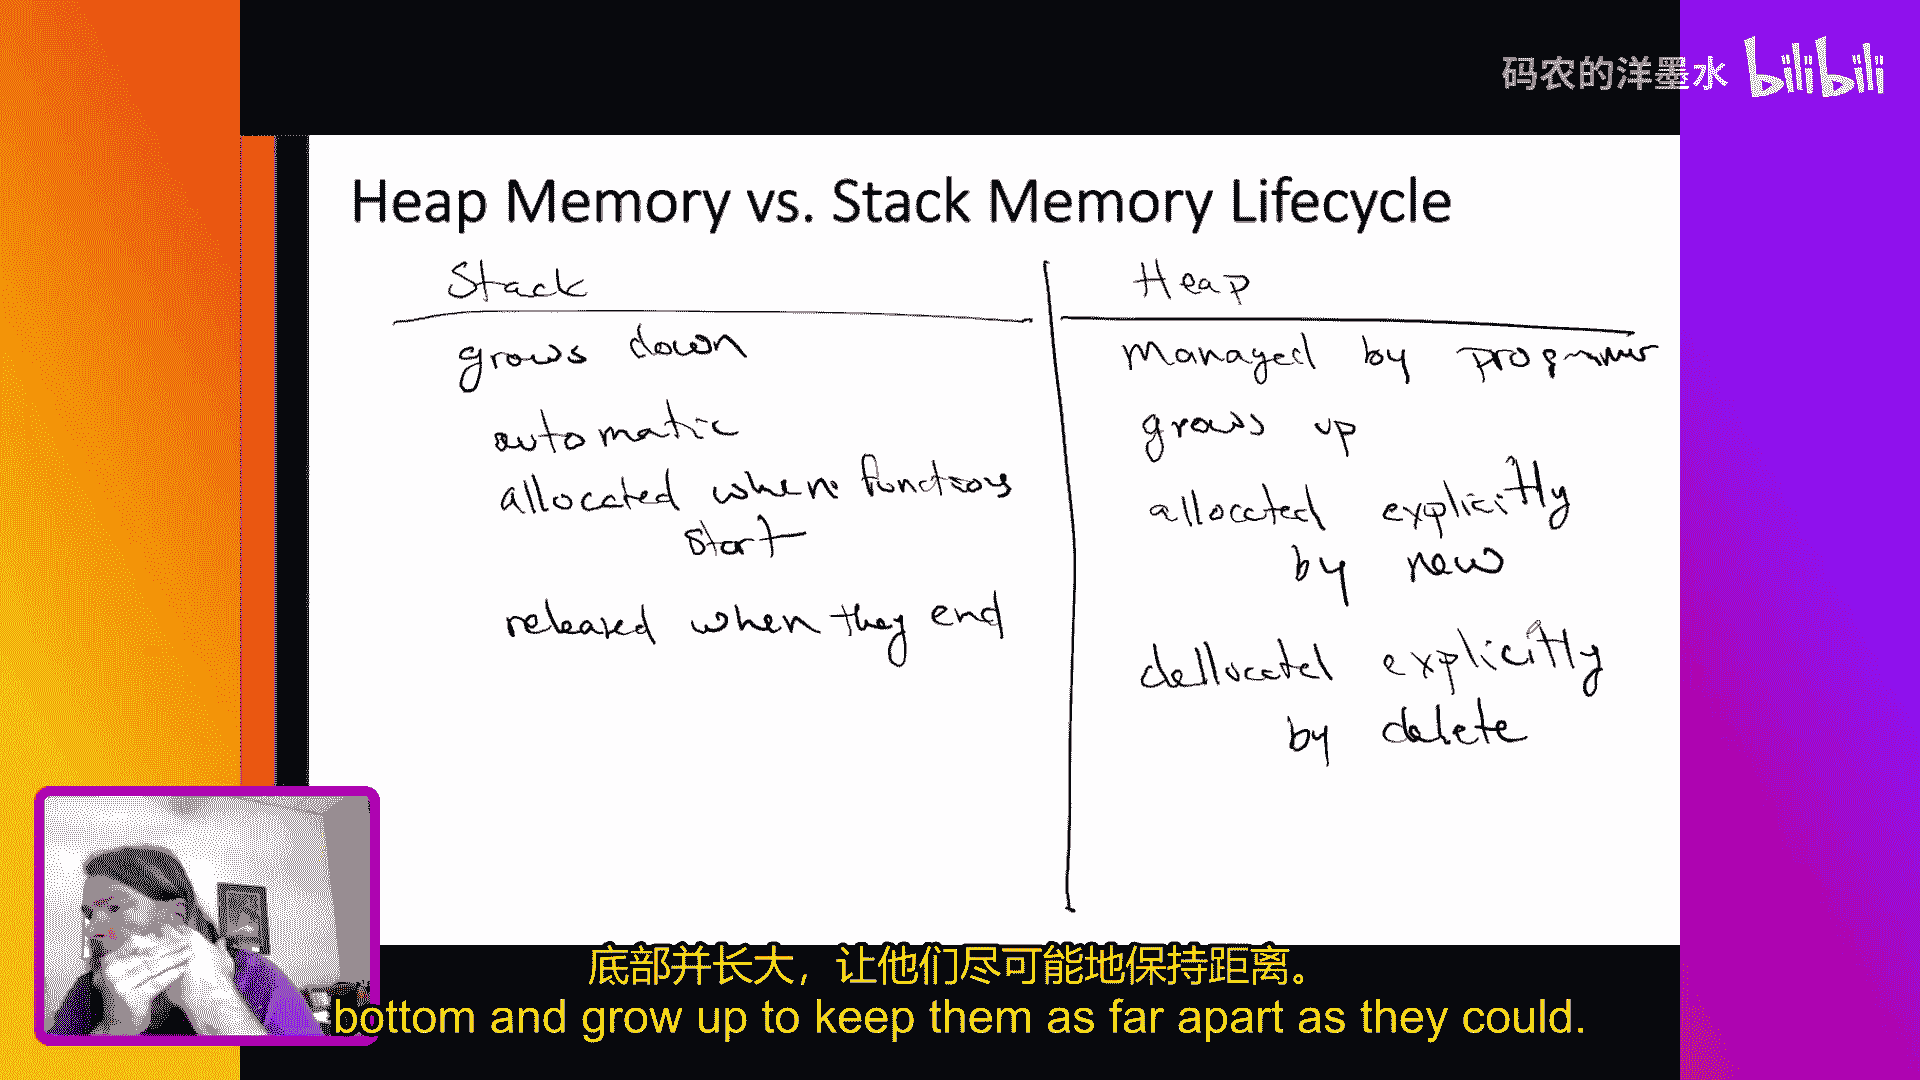 码农的洋墨水 bilibili
Heap Memory vs. Stack Memory Lifecycle
Stack
grows down
automatic
allocated when functions
start
released when they end
Heap
managed by
grows up
allocated explicitly
by new
dellocated explicitly
by delete
底部并长大，让他们尽可能地保持距离。
bottom and grow up to keep them as far apart as they could.